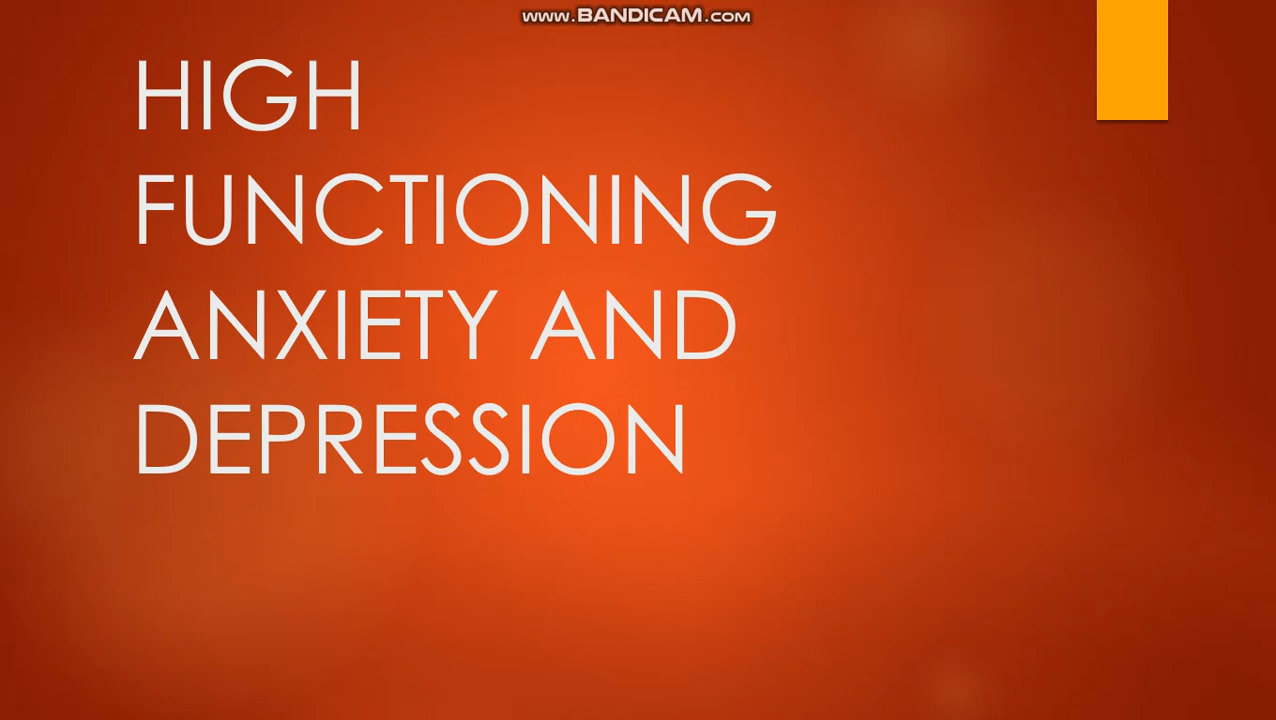 www.BANDICAM.com
HIGH
FUNCTIONING
ANXIETY AND
DEPRESSION